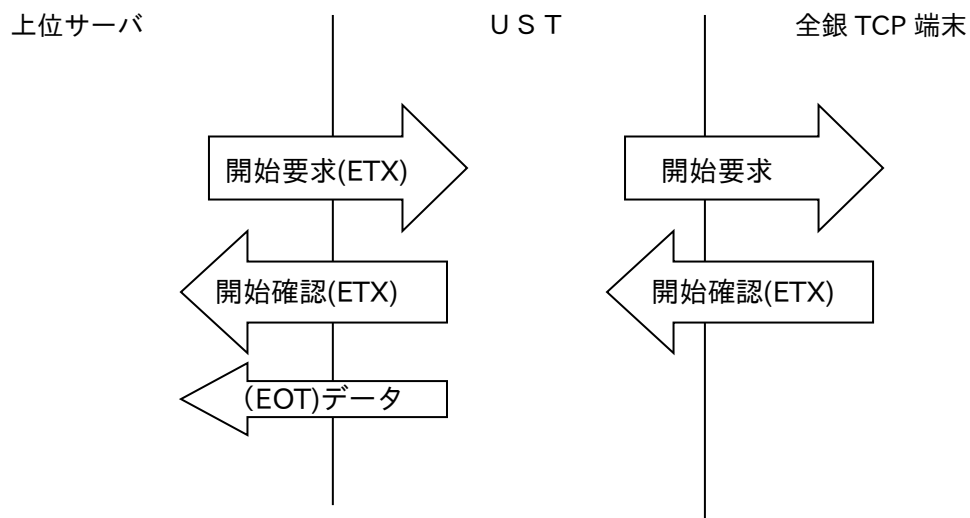 上位サーバ
UST
全銀 TCP 端末
開始要求(ETX)
開始要求
開始確認(ETX)
開始確認(ETX)
(EOT)データ